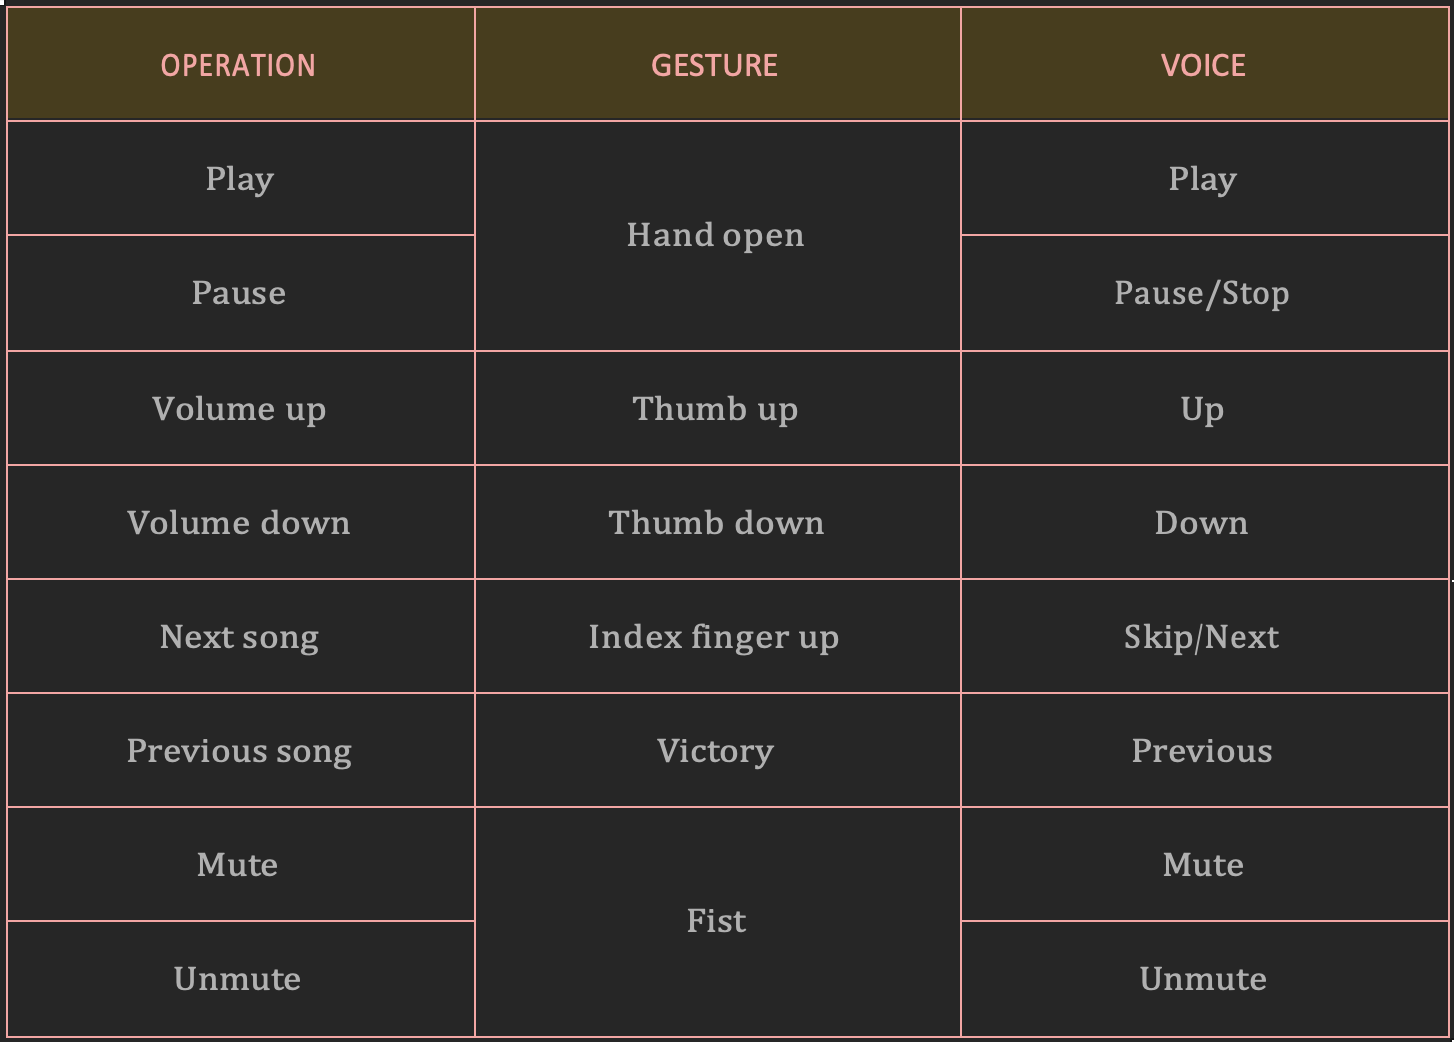 OPERATION GESTURE VOICE
Play Hand open Play
Pause Pause/Stop
Volume up Thumb up Up
Volume down Thumb down Down
Next song Index finger up Skip/Next
Previous song Victory Previous
Mute Fist Mute
Unmute Unmute